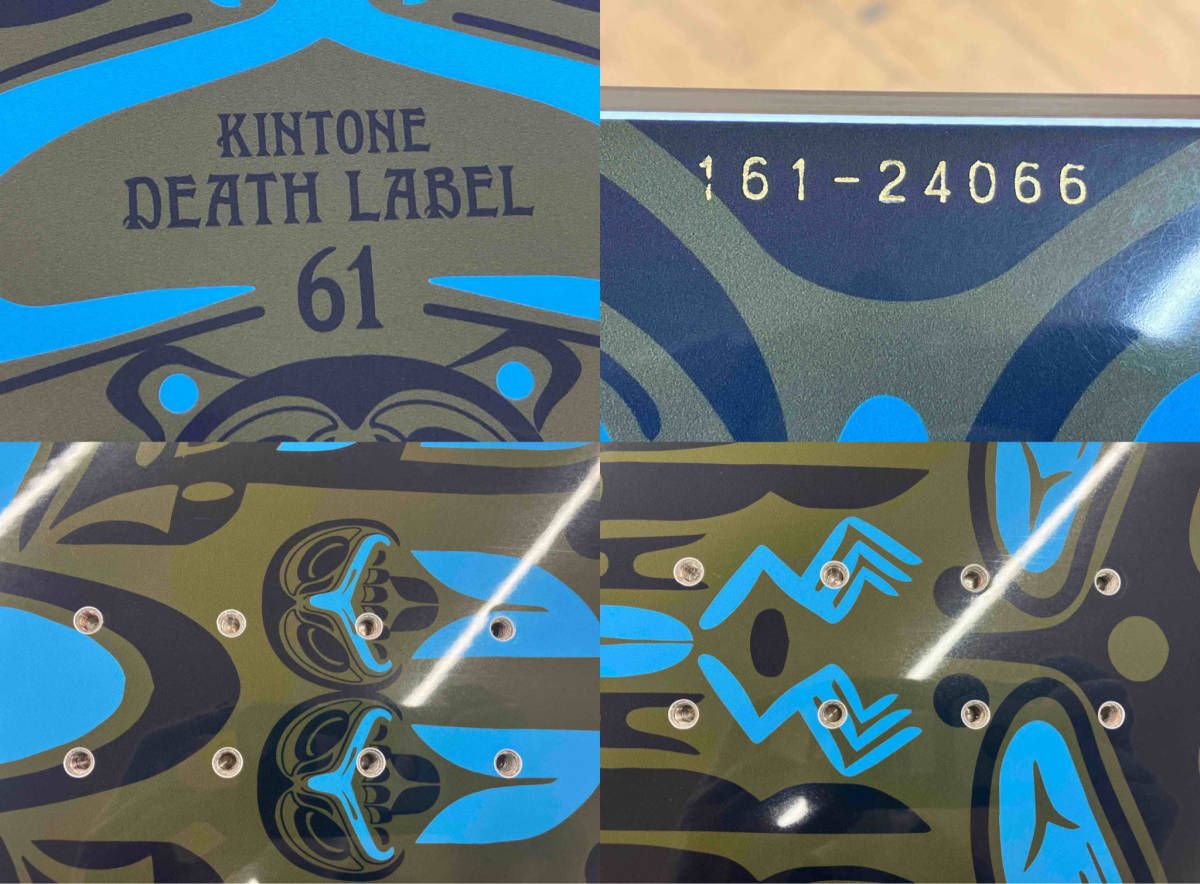 KINTONE
DEATH LABEL
61
161-24066